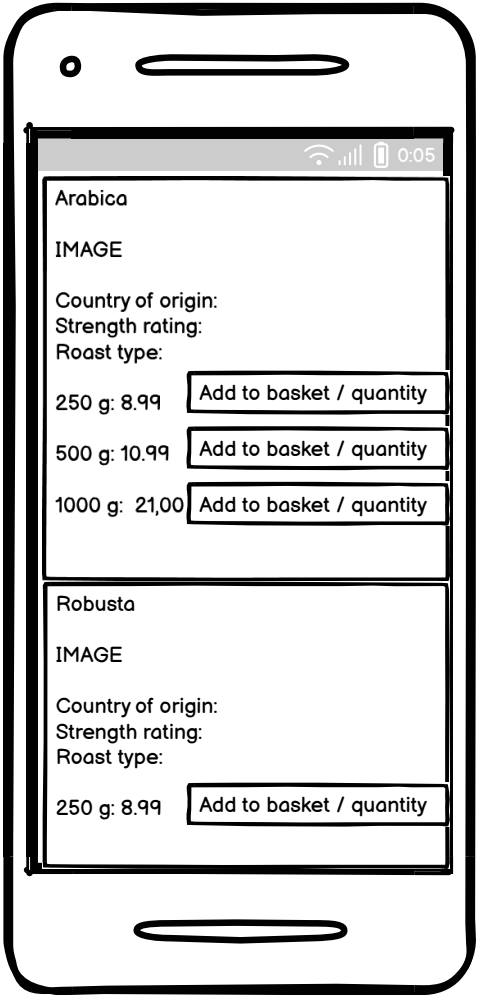 0:05
Arabica
IMAGE
Country of origin:
Strength rating:
Roast type:
250 g: 8.99 Add to basket / quantity
500 g: 10.99 Add to basket / quantity
1000 g: 21,00 Add to basket / quantity
Robusta
IMAGE
Country of origin:
Strength rating:
Roast type:
250 g: 8.99 Add to basket / quantity